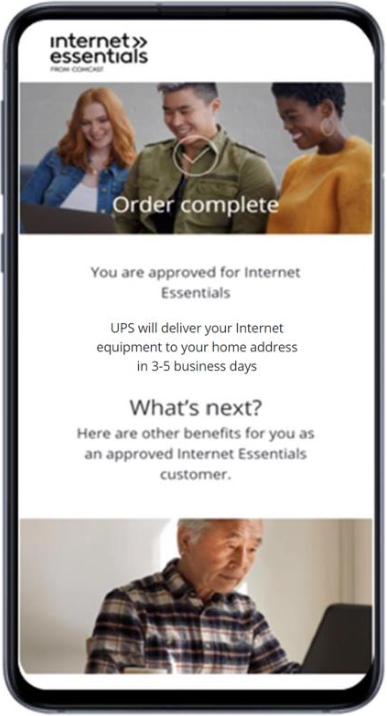 internet>>
essentials
FROM COMCAST
Order complete
You are approved for Internet
Essentials
UPS will deliver your Internet
equipment to your home address
in 3-5 business days
What's next?
Here are other benefits for you as
an approved Internet Essentials
customer.